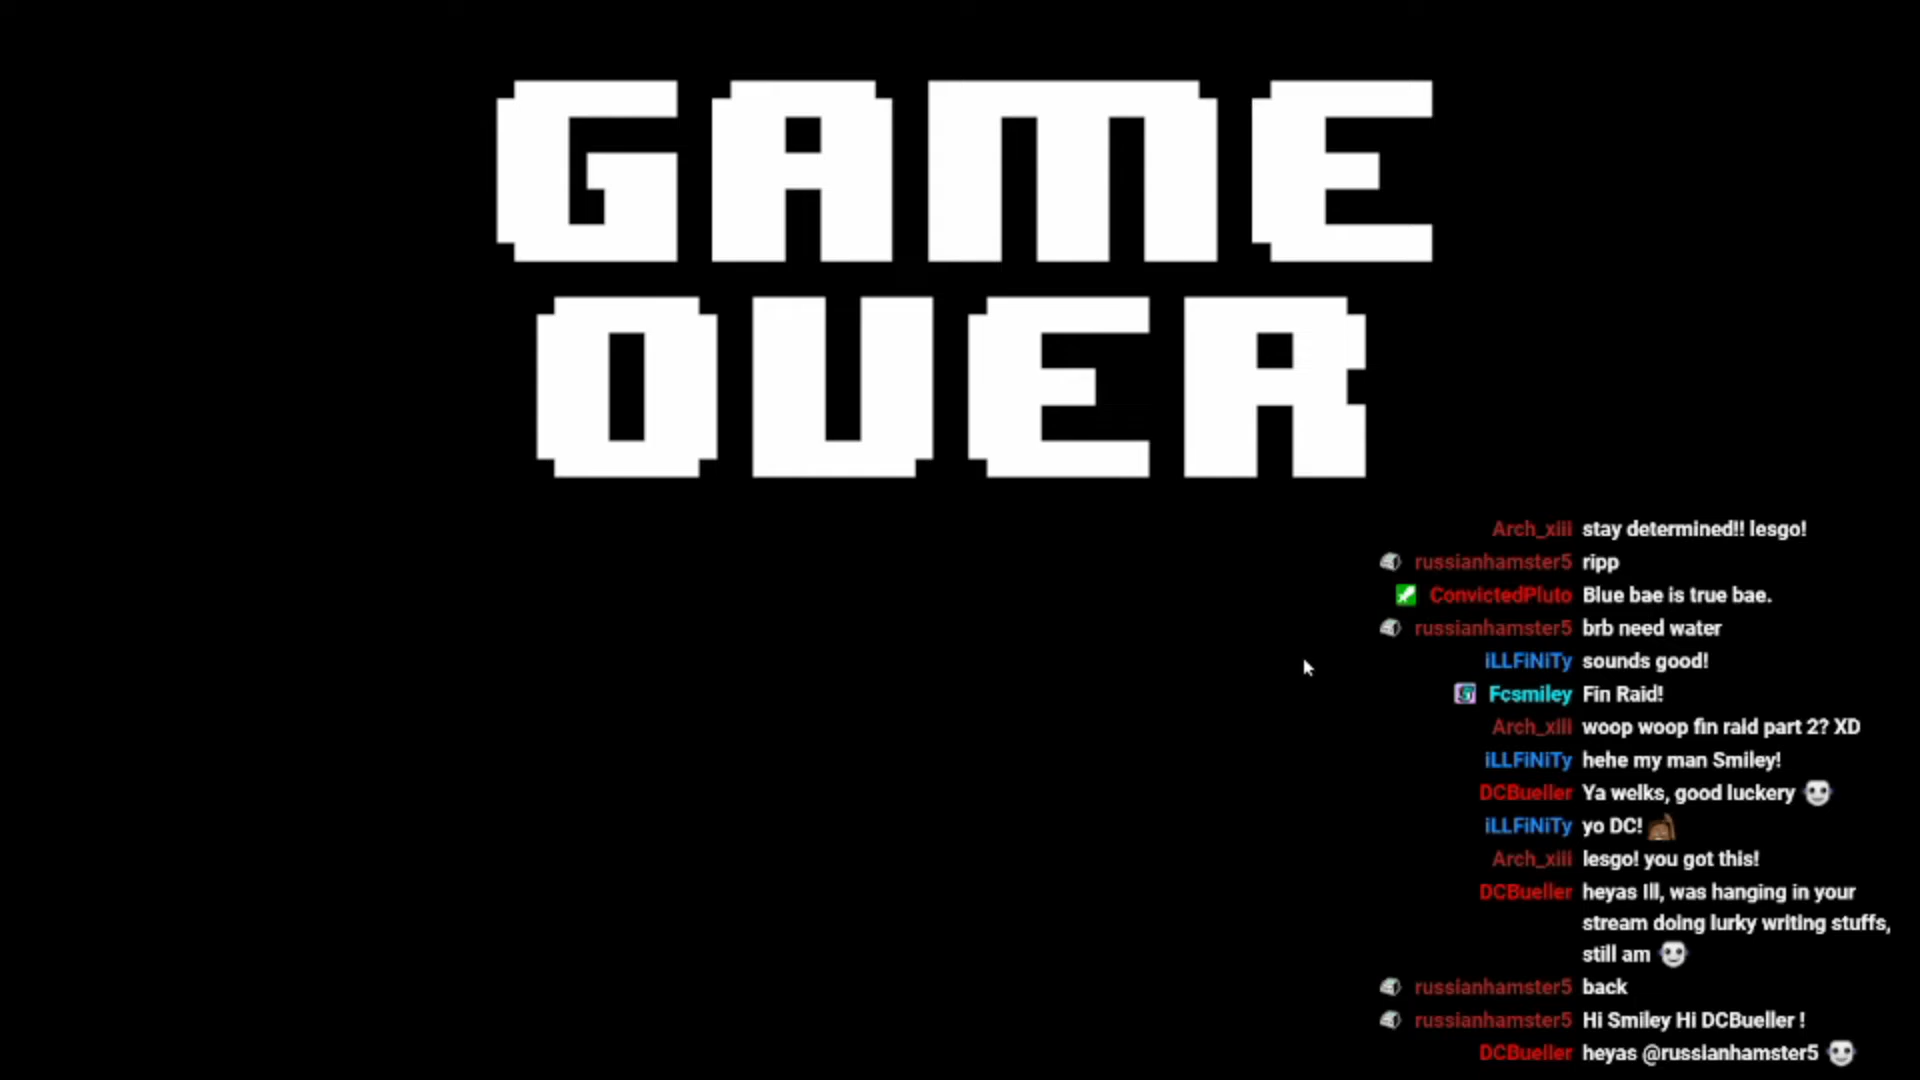 GAME
OVER
Arch_xiii stay determined!! lesgo!
russianhamster5 ripp
ConvictedPluto Blue bae is true bae.
russianhamster5 brb need water
iLLFiNiTy sounds good!
Fcsmiley Fin Raid!
Arch_xiii woop woop fin raid part 2? XD
iLLFiNiTy hehe my man Smiley!
DCBueller Ya welks, good luckery
iLLFiNiTy yo DC!
Arch_xiii lesgo! you got this!
DCBueller heyas Ill, was hanging in your
stream doing lurky writing stuffs,
still am
russianhamster5 back
russianhamster5 Hi Smiley Hi DCBueller !
DCBueller heyas @russianhamster5